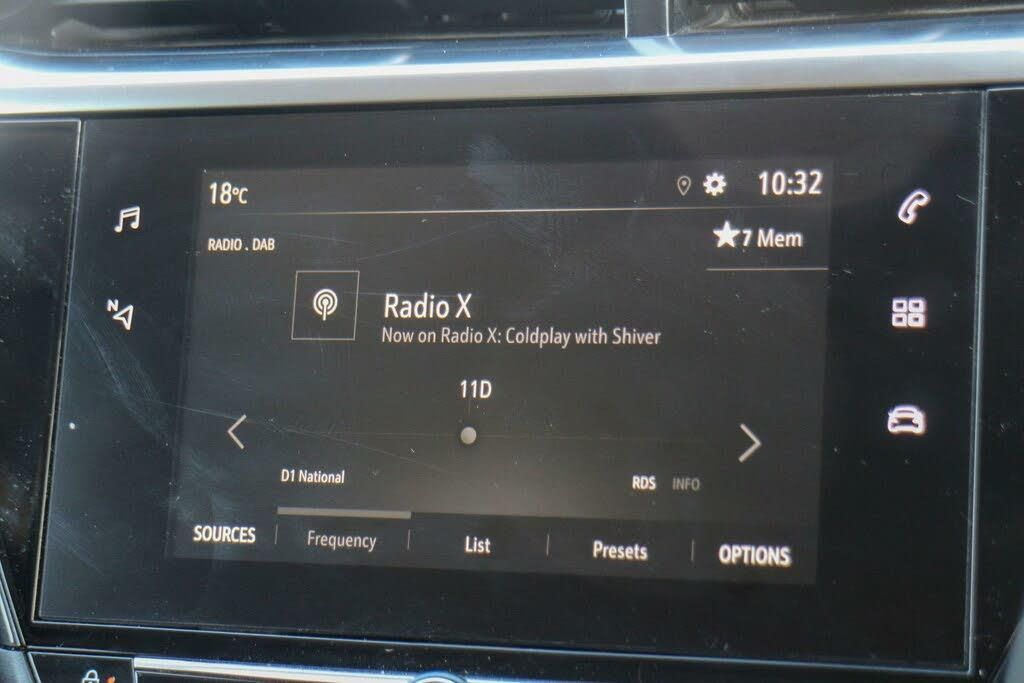 18°C
10:32
RADIO . DAB
★7 Mem
Radio X
Now on Radio X: Coldplay with Shiver
N
11D
D1 National
RDS INFO
SOURCES Frequency List Presets OPTIONS